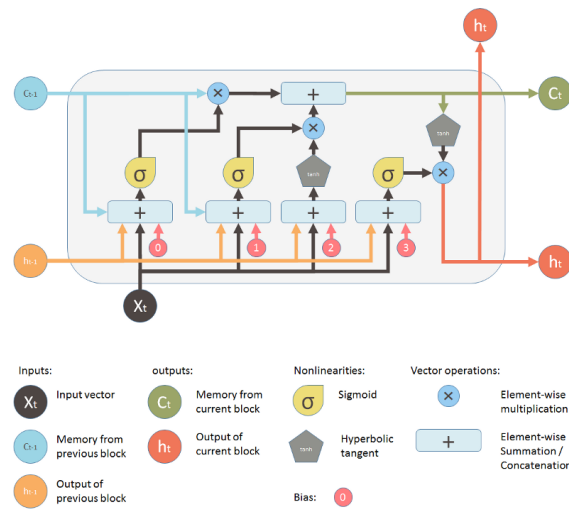 hₜ
Cₜ₋₁
×
+
Cₜ
tanh
×
σ
σ
tanh
σ
×
+
+
+
+
0
1
2
3
hₜ₋₁
hₜ
Xₜ
Inputs:
outputs:
Nonlinearities:
Vector operations:
Xₜ
Input vector
Cₜ
Memory from
current block
σ
Sigmoid
×
Element-wise
multiplication
Cₜ₋₁
Memory from
previous block
hₜ
Output of
current block
tanh
Hyperbolic
tangent
+
Element-wise
Summation /
Concatenation
hₜ₋₁
Output of
previous block
Bias:
0